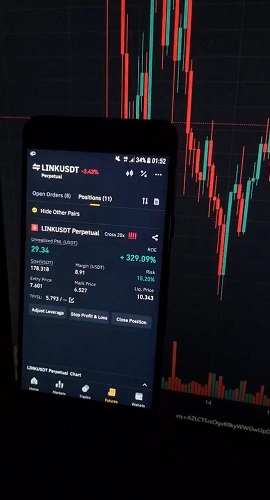 34% 01:52
LINKUSDT -3.43%
Perpetual
Open Orders (8) Positions (11)
Hide Other Pairs
LINKUSDT Perpetual Cross 20x
Unrealized PNL (USDT) ROE
29.34 +329.09%
Size(USDT) Margin (USDT) Risk
178.318 8.91 15.20%
Entry Price Mark Price Liq. Price
7.601 6.527 10.343
TP/SL: 5.793 / --
Adjust Leverage Stop Profit & Loss Close Position
LINKUSDT Perpetual Chart
Home Markets Trades Futures Wallets
14